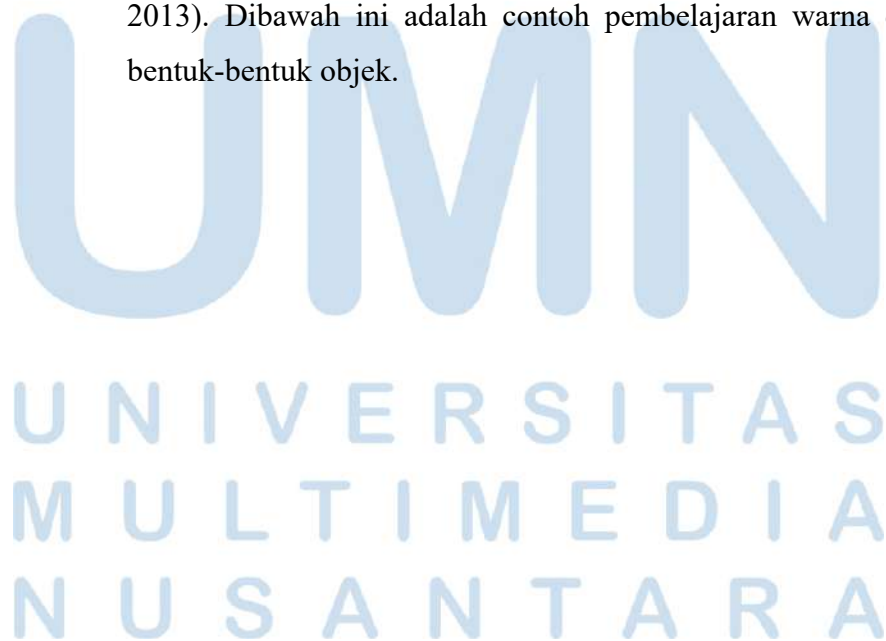 2013). Dibawah ini adalah contoh pembelajaran warna
bentuk-bentuk objek.
UMN
UNIVERSITAS
MULTIMEDIA
NUSANTARA